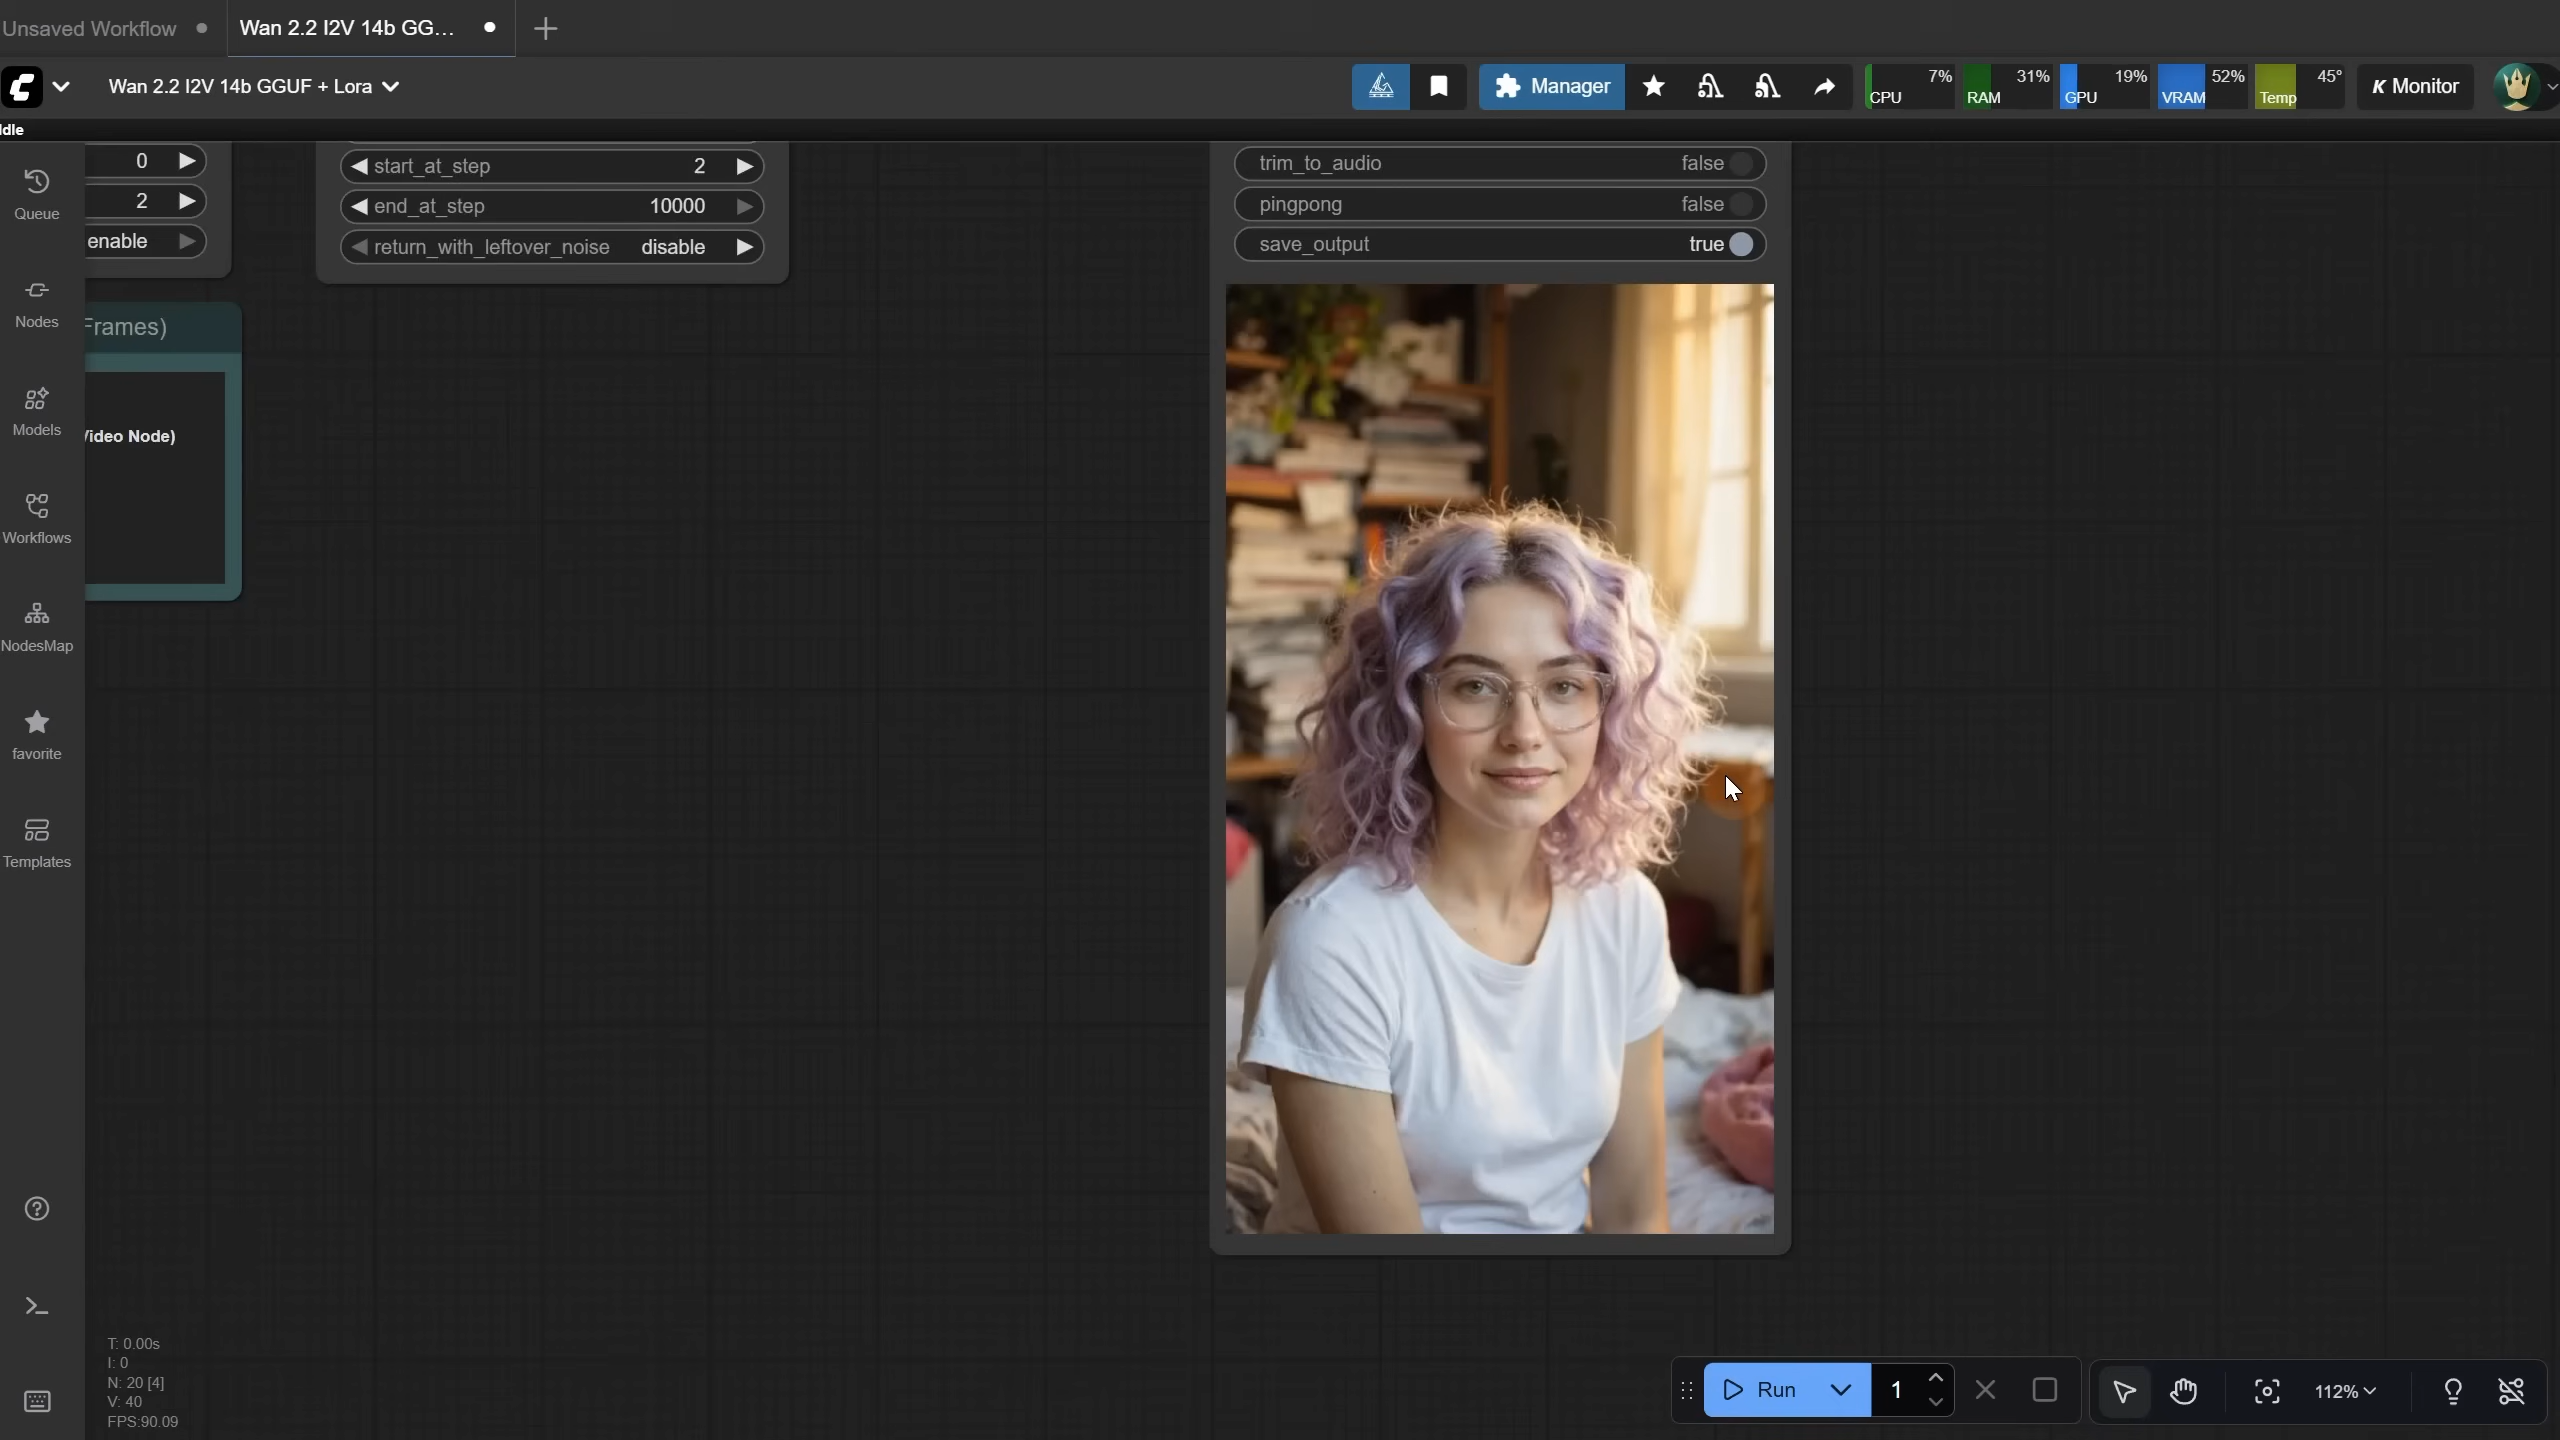 Unsaved Workflow
Wan 2.2 I2V 14b GG...
Wan 2.2 I2V 14b GGUF + Lora
Manager
CPU 7%
RAM 31%
GPU 19%
VRAM 52%
Temp 45°
K Monitor
Idle
Queue
Nodes
Models
Workflows
NodesMap
favorite
Templates
0
2
enable
Frames)
Video Node)
start_at_step 2
end_at_step 10000
return_with_leftover_noise disable
trim_to_audio false
pingpong false
save_output true
T: 0.00s
I: 0
N: 20 [4]
V: 40
FPS:90.09
Run
1
112%